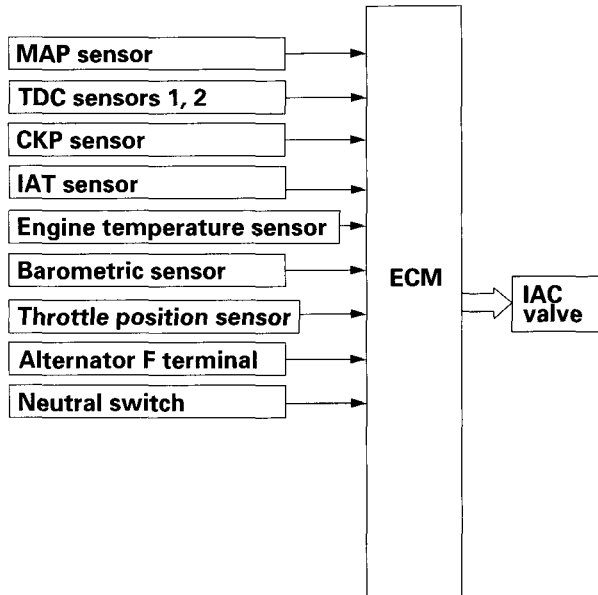 MAP sensor
TDC sensors 1, 2
CKP sensor
IAT sensor
Engine temperature sensor
Barometric sensor
Throttle position sensor
Alternator F terminal
Neutral switch
ECM
IAC
valve